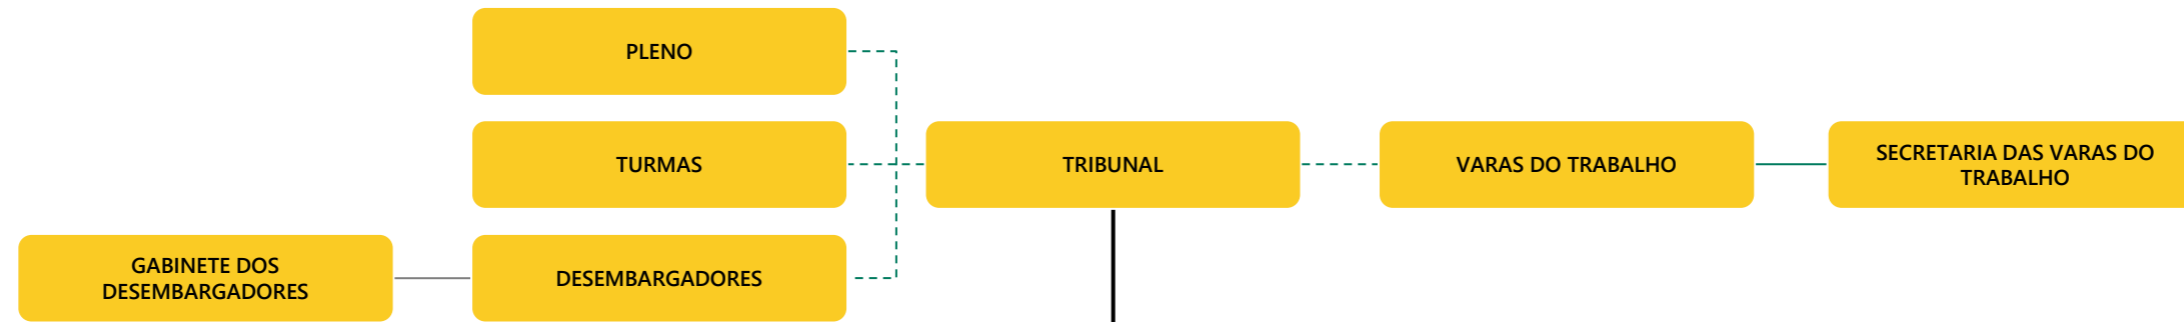 PLENO
TURMAS
TRIBUNAL
VARAS DO TRABALHO
SECRETARIA DAS VARAS DO
TRABALHO
GABINETE DOS
DESEMBARGADORES
DESEMBARGADORES